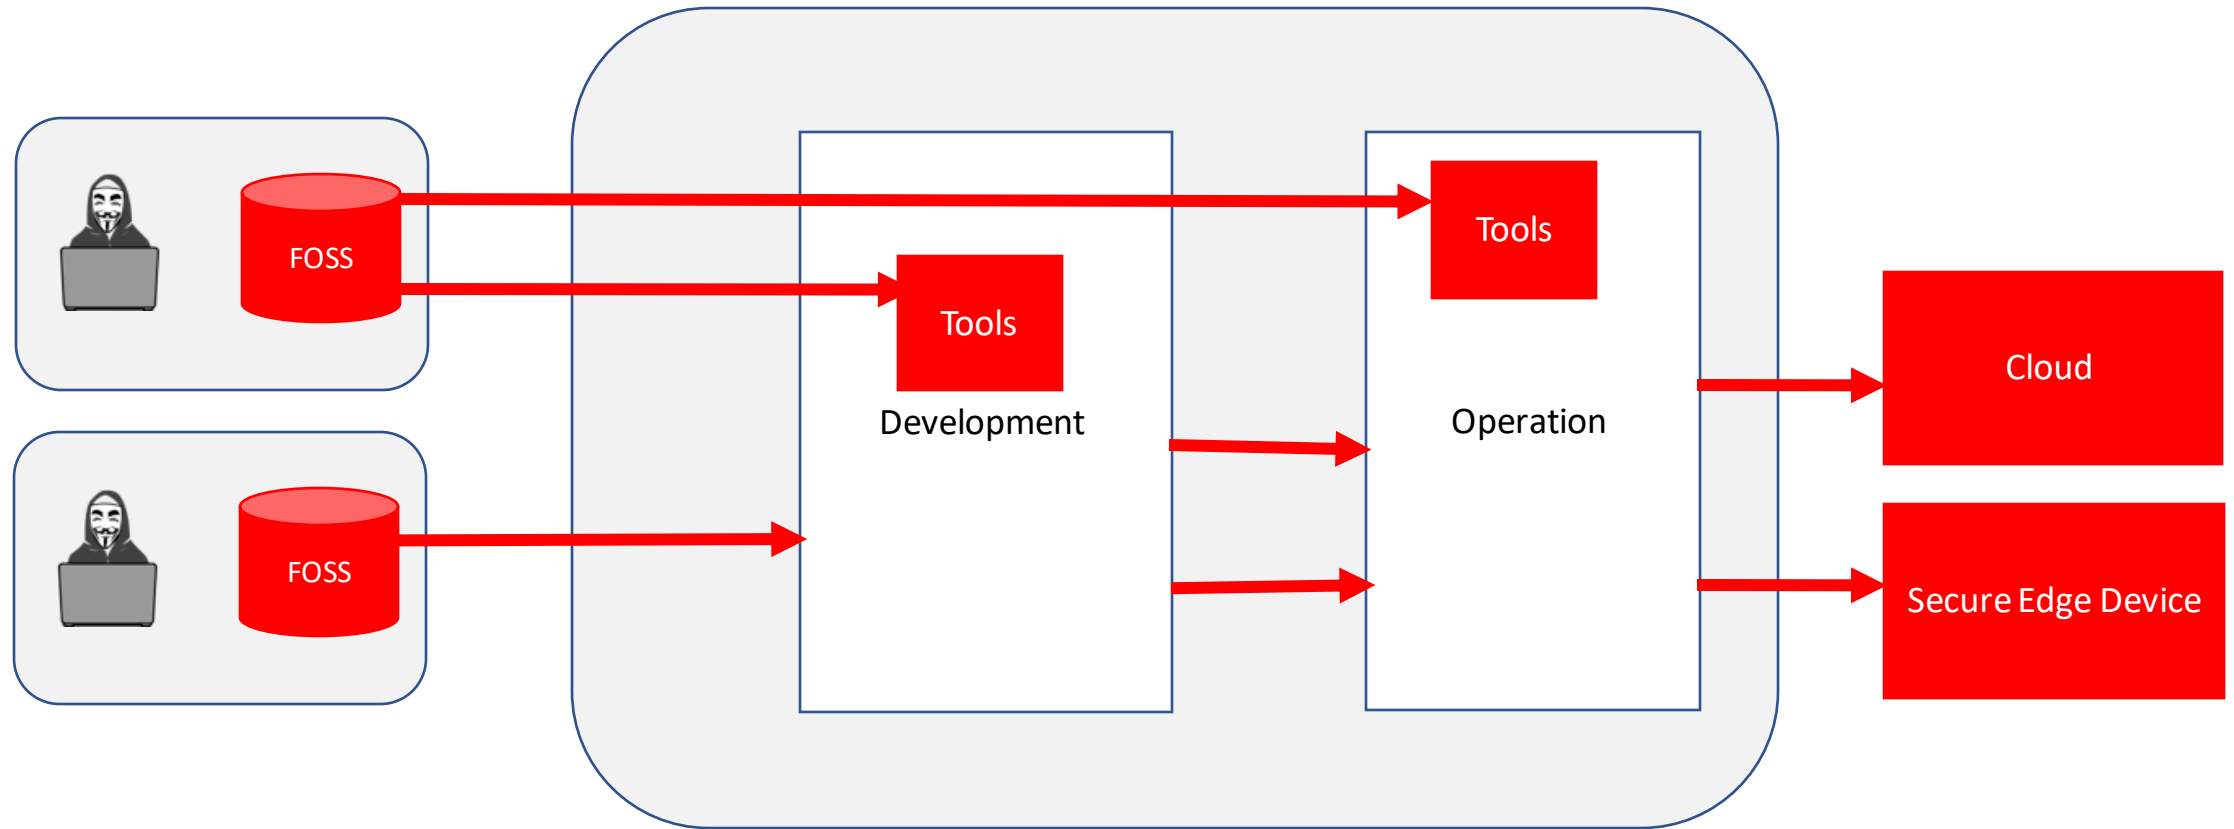 FOSS
Tools
Development
Tools
Operation
Cloud
FOSS
Secure Edge Device